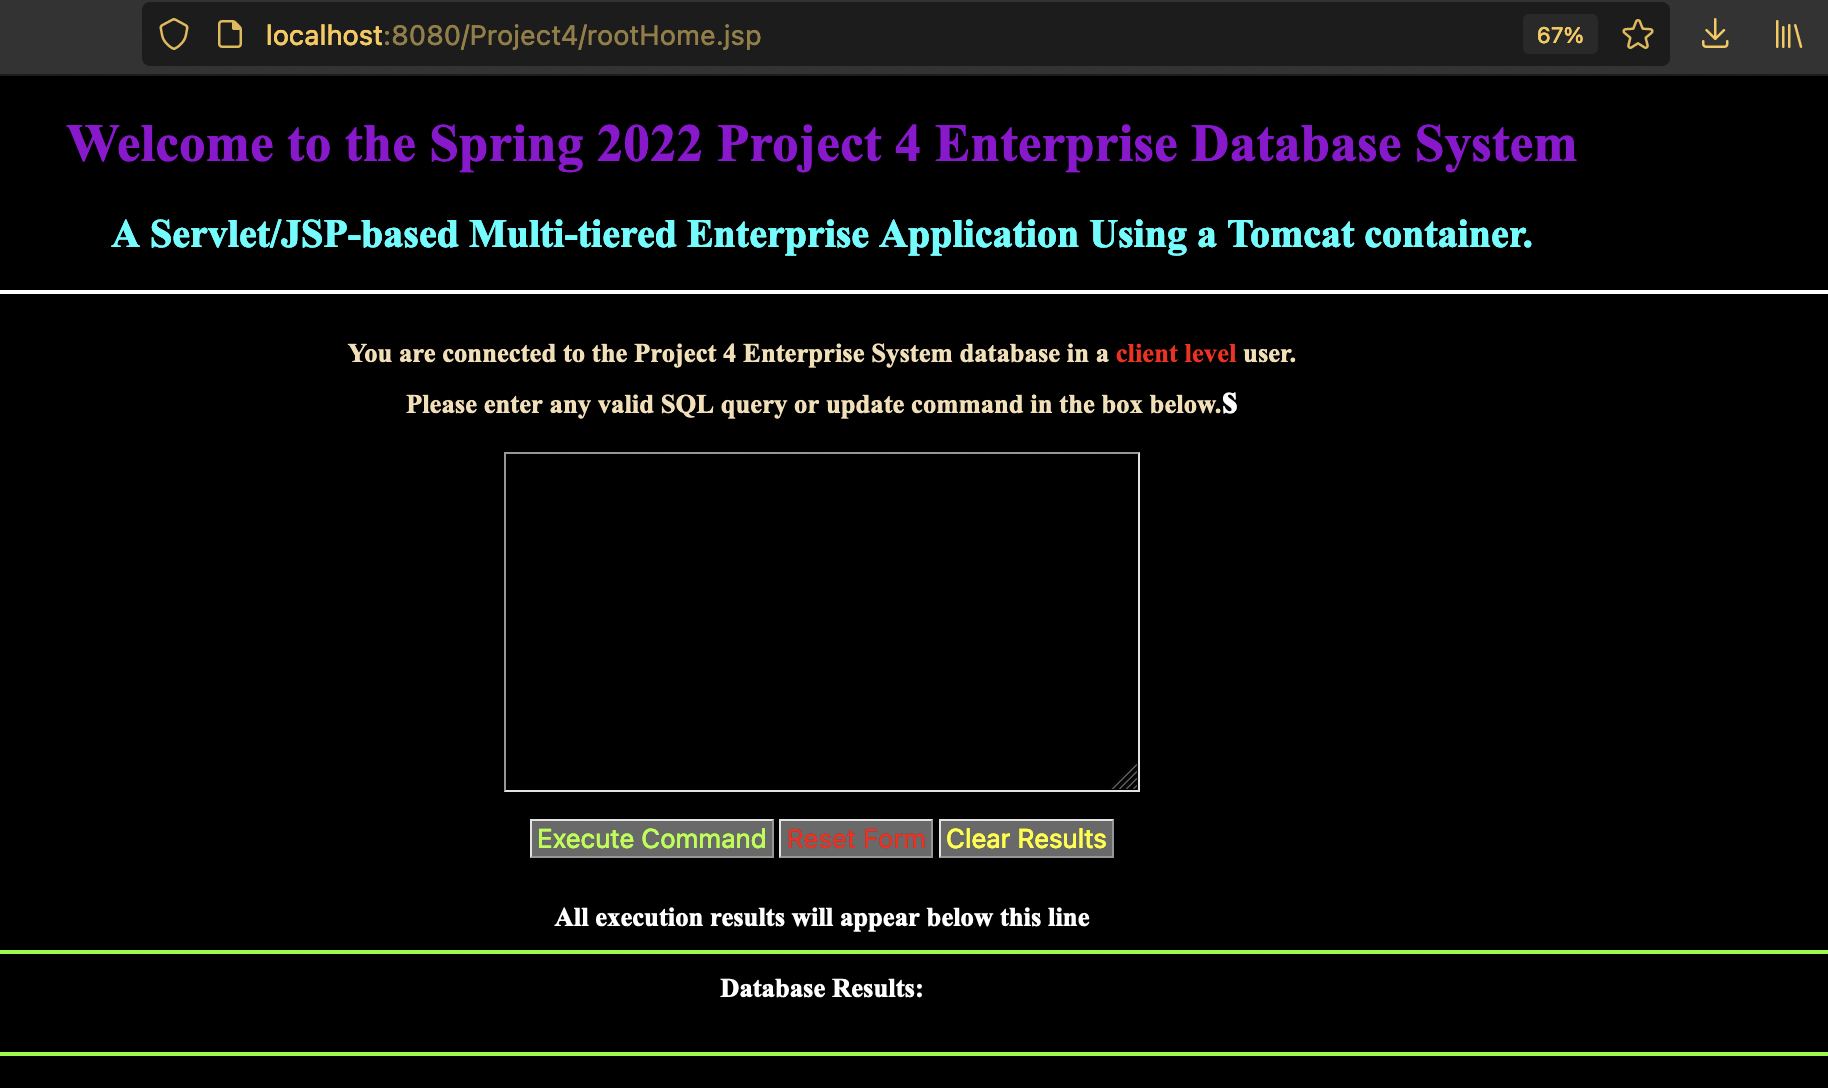 localhost:8080/Project4/rootHome.jsp 67%
Welcome to the Spring 2022 Project 4 Enterprise Database System
A Servlet/JSP-based Multi-tiered Enterprise Application Using a Tomcat container.
You are connected to the Project 4 Enterprise System database in a client level user.
Please enter any valid SQL query or update command in the box below.S
Execute Command Reset Form Clear Results
All execution results will appear below this line
Database Results: